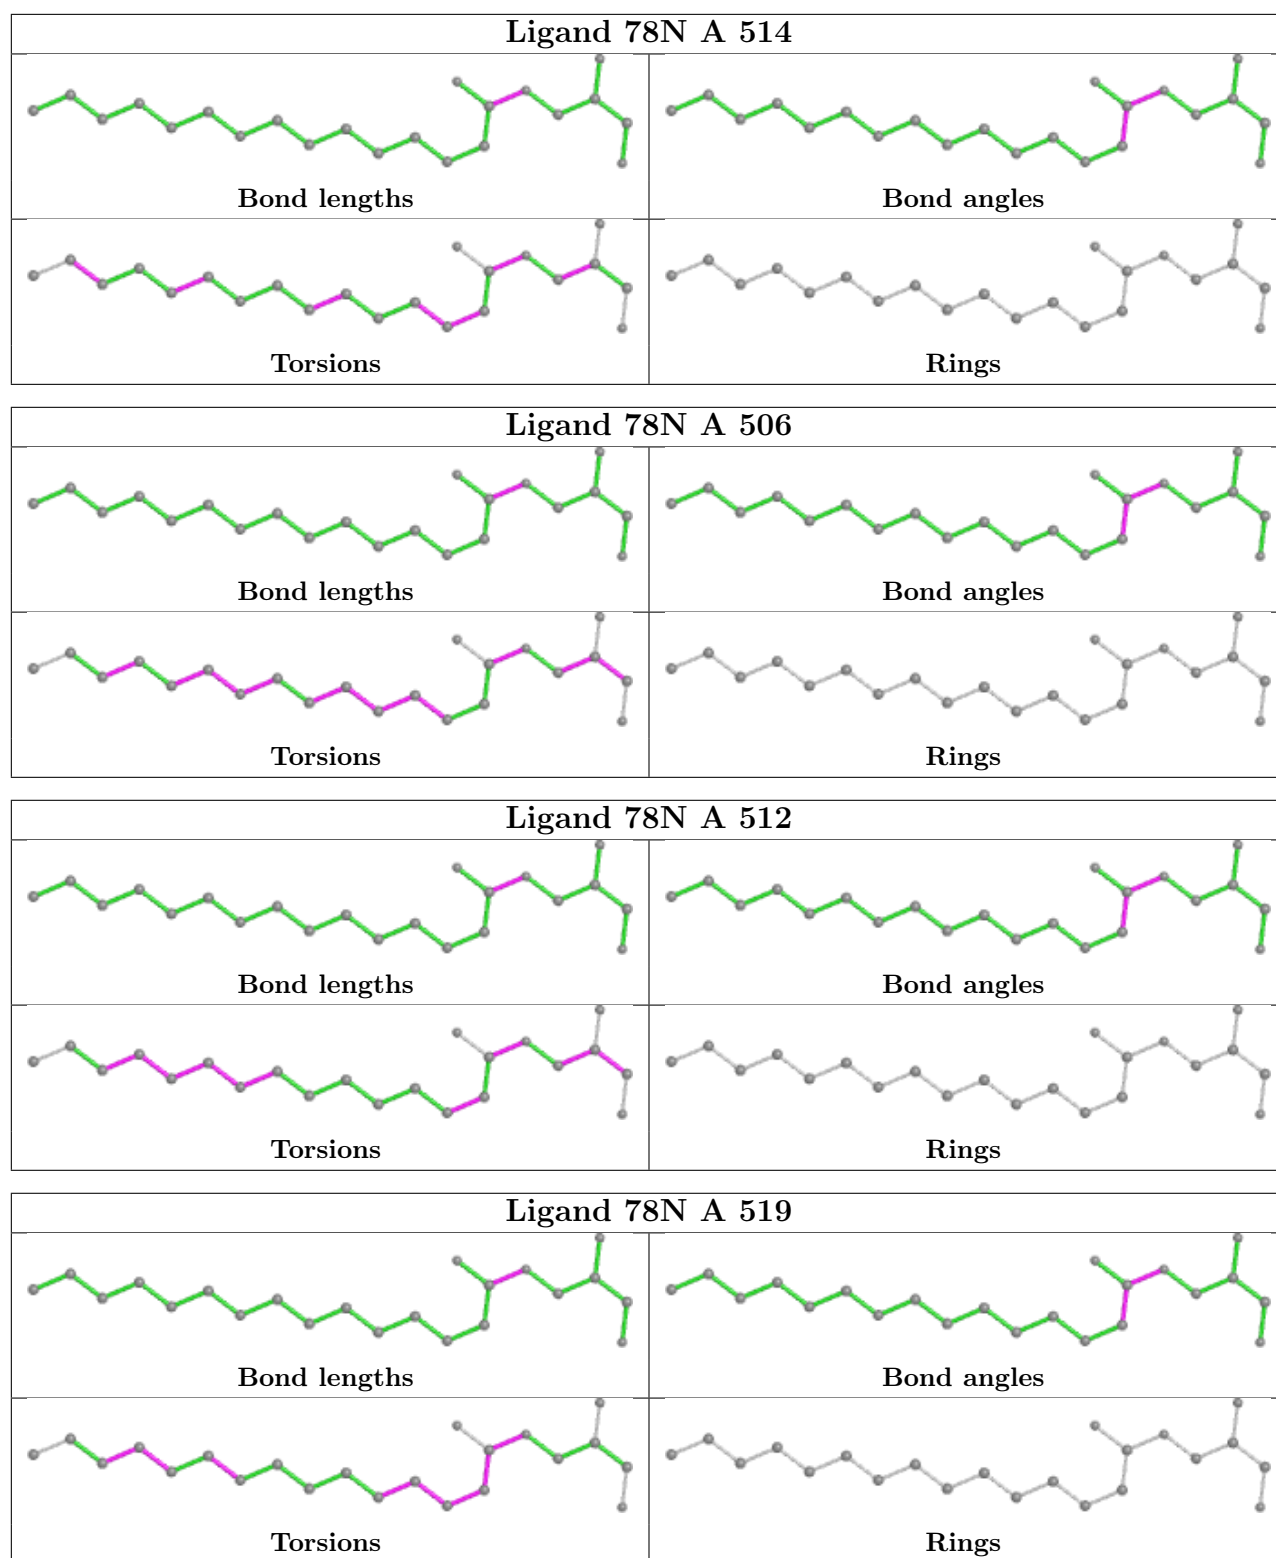 Ligand 78N A 514
Bond lengths
Bond angles
Torsions
Rings
Ligand 78N A 506
Bond lengths
Bond angles
Torsions
Rings
Ligand 78N A 512
Bond lengths
Bond angles
Torsions
Rings
Ligand 78N A 519
Bond lengths
Bond angles
Torsions
Rings